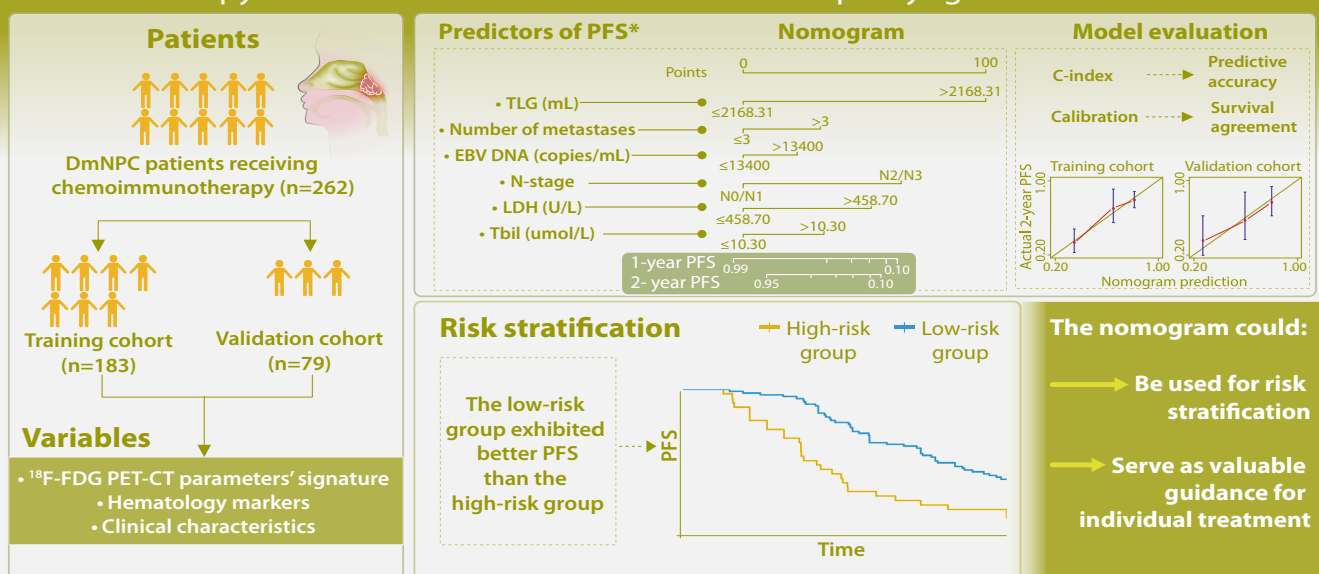 Patients
DmNPC patients receiving
chemoimmunotherapy (n=262)
Training cohort
(n=183)
Validation cohort
(n=79)
Variables
• ¹⁸F-FDG PET-CT parameters’ signature
• Hematology markers
• Clinical characteristics
Predictors of PFS*
Nomogram
Points
0
100
• TLG (mL)
≤2168.31
>2168.31
• Number of metastases
≤3
>3
• EBV DNA (copies/mL)
≤13400
>13400
• N-stage
N0/N1
N2/N3
• LDH (U/L)
≤458.70
>458.70
• Tbil (umol/L)
≤10.30
>10.30
1-year PFS
0.99
0.10
2- year PFS
0.95
0.10
Model evaluation
C-index
Predictive
accuracy
Calibration
Survival
agreement
Training cohort
Validation cohort
Actual 2-year PFS
1.00
0.20
0.20
1.00
1.00
0.20
0.20
1.00
Nomogram prediction
Risk stratification
High-risk
group
Low-risk
group
The low-risk
group exhibited
better PFS
than the
high-risk group
PFS
Time
The nomogram could:
Be used for risk
stratification
Serve as valuable
guidance for
individual treatment